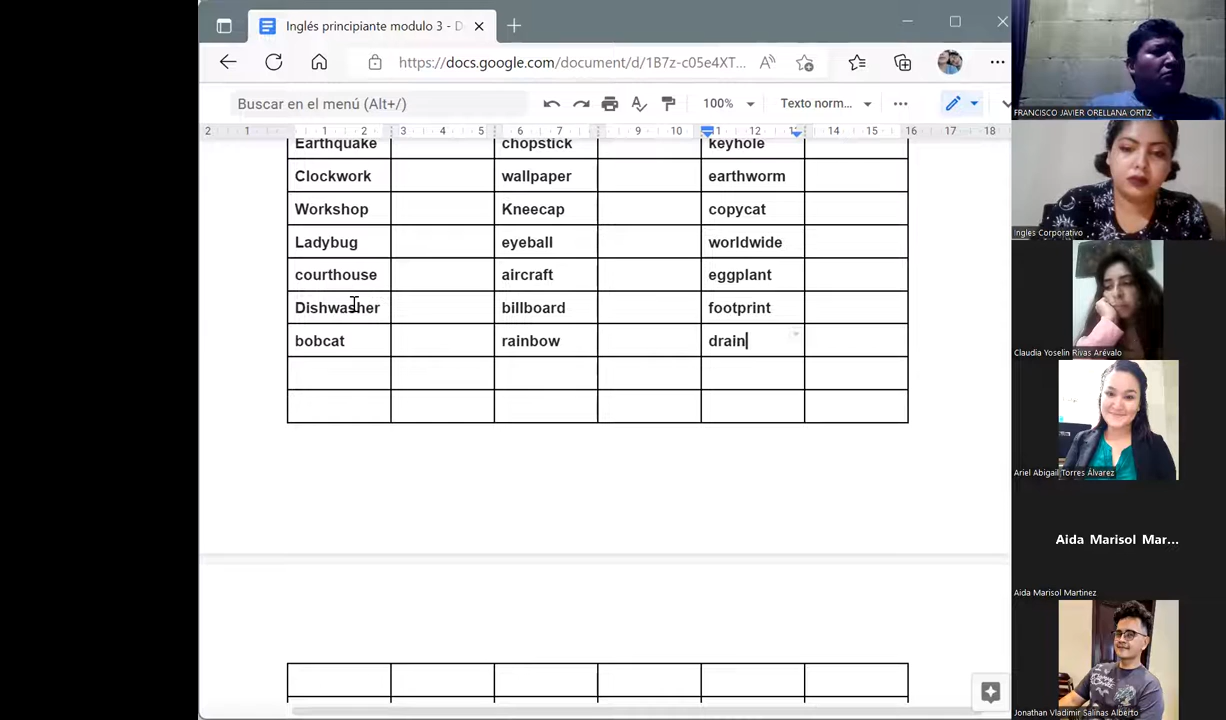 Inglés principiante modulo 3 - D
https://docs.google.com/document/d/1B7z-c05e4XT...
Buscar en el menú (Alt+/)
100%
Texto norm...
2 1 1 2 3 4 5 6 7 8 9 10 11 12 13 14 15 16 17 18
Earthquake chopstick keyhole
Clockwork wallpaper earthworm
Workshop Kneecap copycat
Ladybug eyeball worldwide
courthouse aircraft eggplant
Dishwasher billboard footprint
bobcat rainbow drain
FRANCISCO JAVIER ORELLANA ORTIZ
Ingles Corporativo
Claudia Yoselin Rivas Arévalo
Ariel Abigail Torres Álvarez
Aida Marisol Mar...
Aida Marisol Martinez
Jonathan Vladimir Salinas Alberto